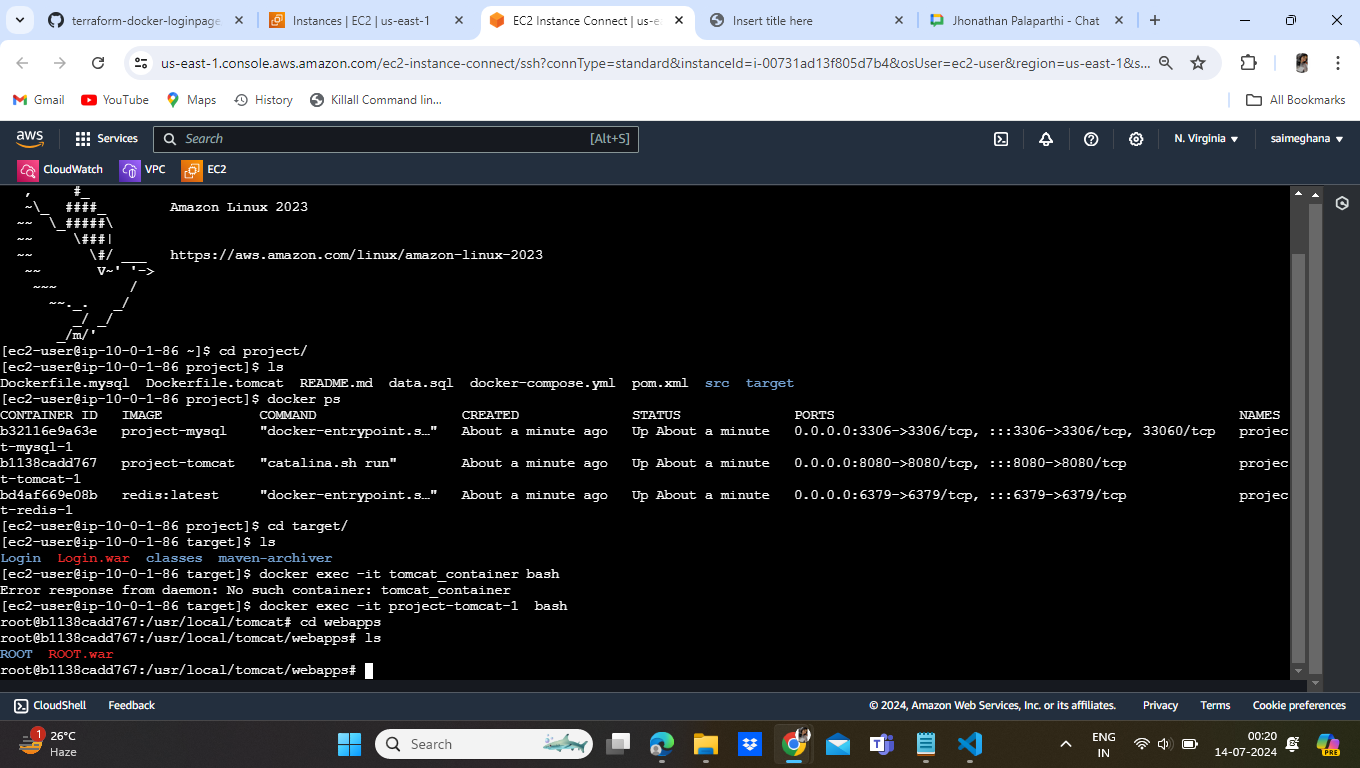 terraform-docker-loginpage
Instances | EC2 | us-east-1
EC2 Instance Connect | us-e
Insert title here
Jhonathan Palaparthi - Chat
us-east-1.console.aws.amazon.com/ec2-instance-connect/ssh?connType=standard&instanceId=i-00731ad13f805d7b4&osUser=ec2-user&region=us-east-1&s...
Gmail
YouTube
Maps
History
Killall Command lin...
All Bookmarks
aws
Services
Search
[Alt+S]
N. Virginia
saimeghana
CloudWatch
VPC
EC2
,     #_
~\_  ####_        Amazon Linux 2023
~~  \_#####\
~~     \###|
~~       \#/ ___   https://aws.amazon.com/linux/amazon-linux-2023
~~       V~' '->
~~~         /
~~._.   _/
_/ _/
_/m/'
[ec2-user@ip-10-0-1-86 ~]$ cd project/
[ec2-user@ip-10-0-1-86 project]$ ls
Dockerfile.mysql  Dockerfile.tomcat  README.md  data.sql  docker-compose.yml  pom.xml  src  target
[ec2-user@ip-10-0-1-86 project]$ docker ps
CONTAINER ID   IMAGE            COMMAND                  CREATED              STATUS              PORTS                                                  NAMES
b32116e9a63e   project-mysql    "docker-entrypoint.s…"   About a minute ago   Up About a minute   0.0.0.0:3306->3306/tcp, :::3306->3306/tcp, 33060/tcp   projec
t-mysql-1
b1138cadd767   project-tomcat   "catalina.sh run"        About a minute ago   Up About a minute   0.0.0.0:8080->8080/tcp, :::8080->8080/tcp              projec
t-tomcat-1
bd4af669e08b   redis:latest     "docker-entrypoint.s…"   About a minute ago   Up About a minute   0.0.0.0:6379->6379/tcp, :::6379->6379/tcp              projec
t-redis-1
[ec2-user@ip-10-0-1-86 project]$ cd target/
[ec2-user@ip-10-0-1-86 target]$ ls
Login  Login.war  classes  maven-archiver
[ec2-user@ip-10-0-1-86 target]$ docker exec -it tomcat_container bash
Error response from daemon: No such container: tomcat_container
[ec2-user@ip-10-0-1-86 target]$ docker exec -it project-tomcat-1  bash
root@b1138cadd767:/usr/local/tomcat# cd webapps
root@b1138cadd767:/usr/local/tomcat/webapps# ls
ROOT  ROOT.war
root@b1138cadd767:/usr/local/tomcat/webapps#
CloudShell
Feedback
© 2024, Amazon Web Services, Inc. or its affiliates.
Privacy
Terms
Cookie preferences
1
26°C
Haze
Search
ENG
IN
00:20
14-07-2024
PRE